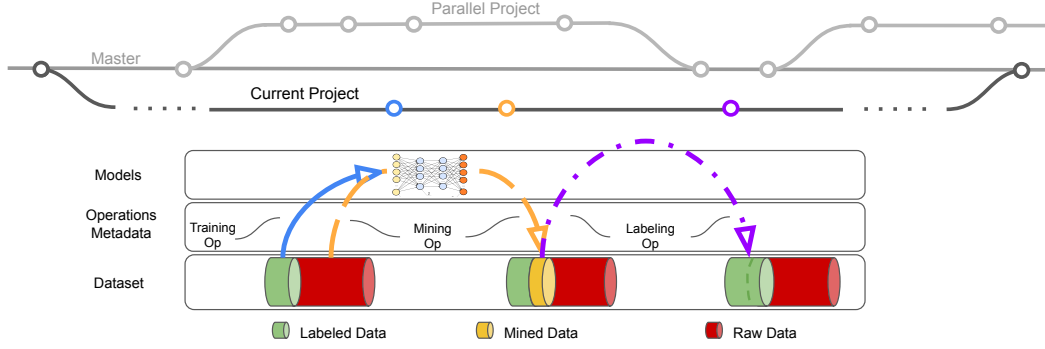 Parallel Project
Master
Current Project
Models
Operations
Metadata
Training
Op
Mining
Op
Labeling
Op
Dataset
Labeled Data
Mined Data
Raw Data